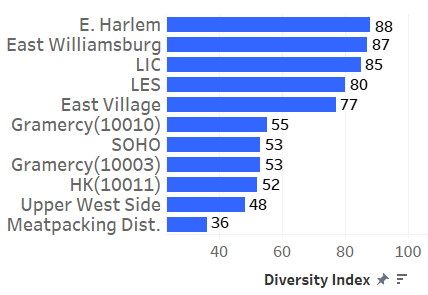 E. Harlem 88
East Williamsburg 87
LIC 85
LES 80
East Village 77
Gramercy(10010) 55
SOHO 53
Gramercy(10003) 53
HK(10011) 52
Upper West Side 48
Meatpacking Dist. 36
40 60 80 100
Diversity Index